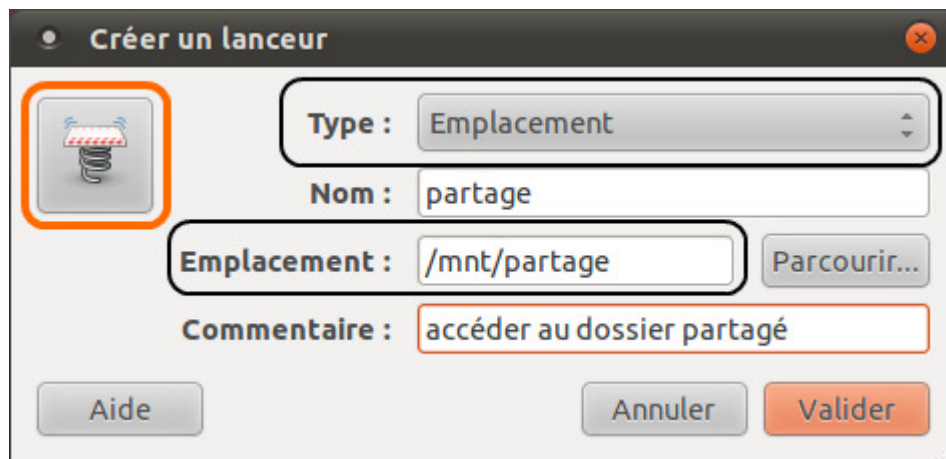 Créer un lanceur
Type : Emplacement
Nom : partage
Emplacement : /mnt/partage Parcourir...
Commentaire : accéder au dossier partagé
Aide Annuler Valider